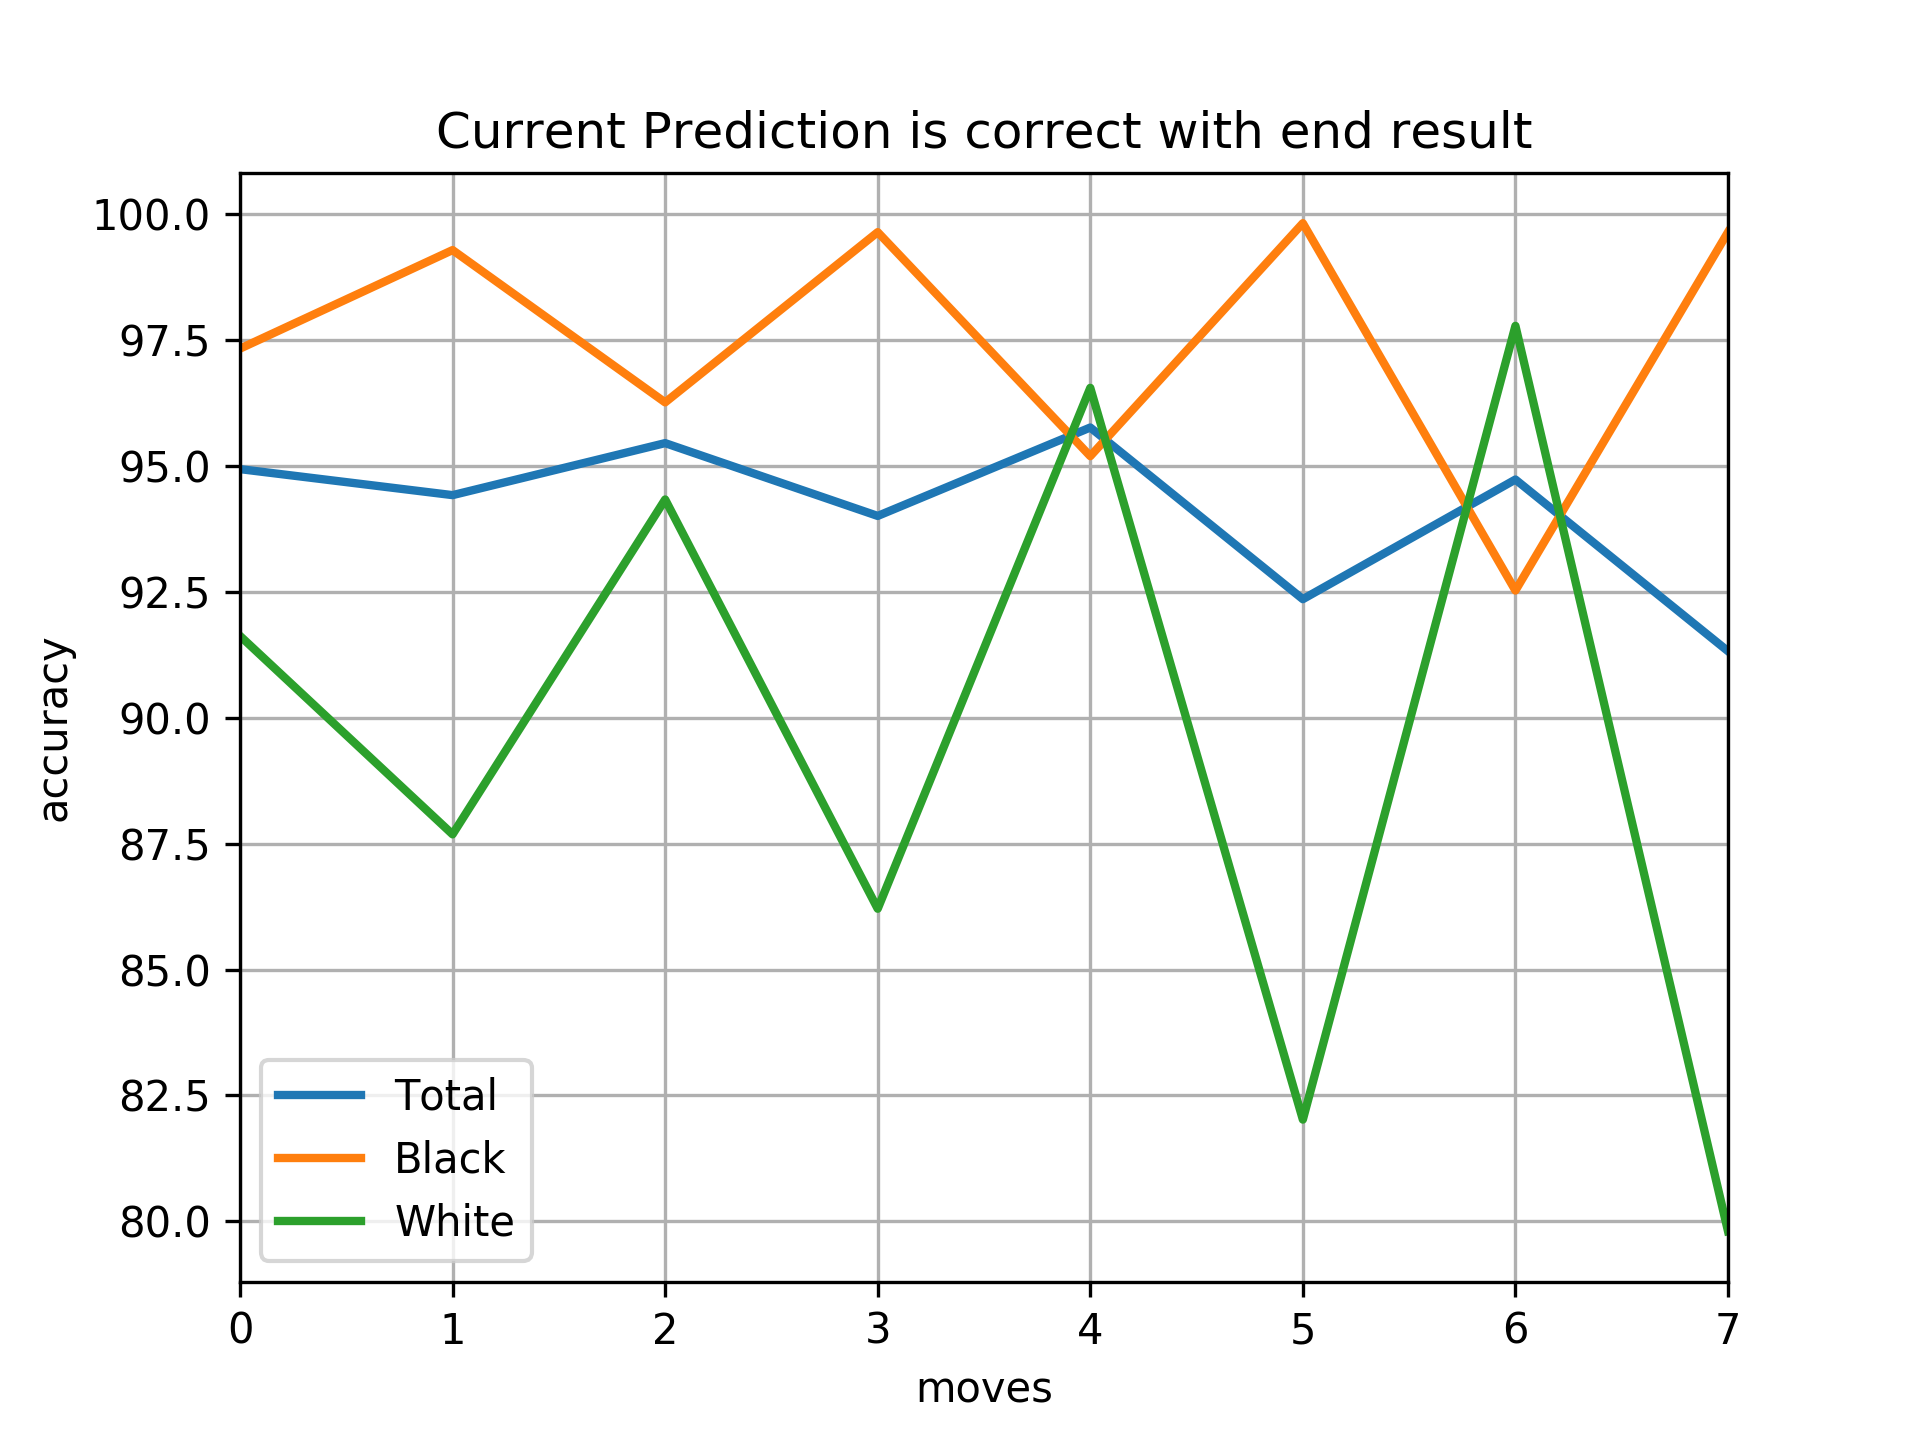 Current Prediction is correct with end result
100.0
97.5
95.0
92.5
90.0
87.5
85.0
82.5
80.0
accuracy
Total
Black
White
0 1 2 3 4 5 6 7
moves